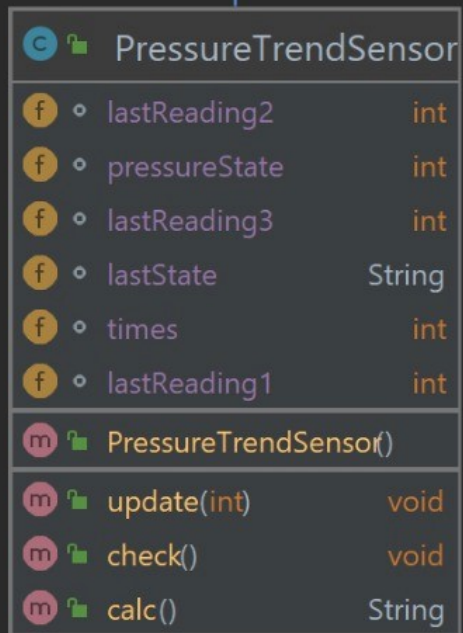 C PressureTrendSensor
f lastReading2 int
f pressureState int
f lastReading3 int
f lastState String
f times int
f lastReading1 int
m PressureTrendSensor()
m update(int) void
m check() void
m calc() String